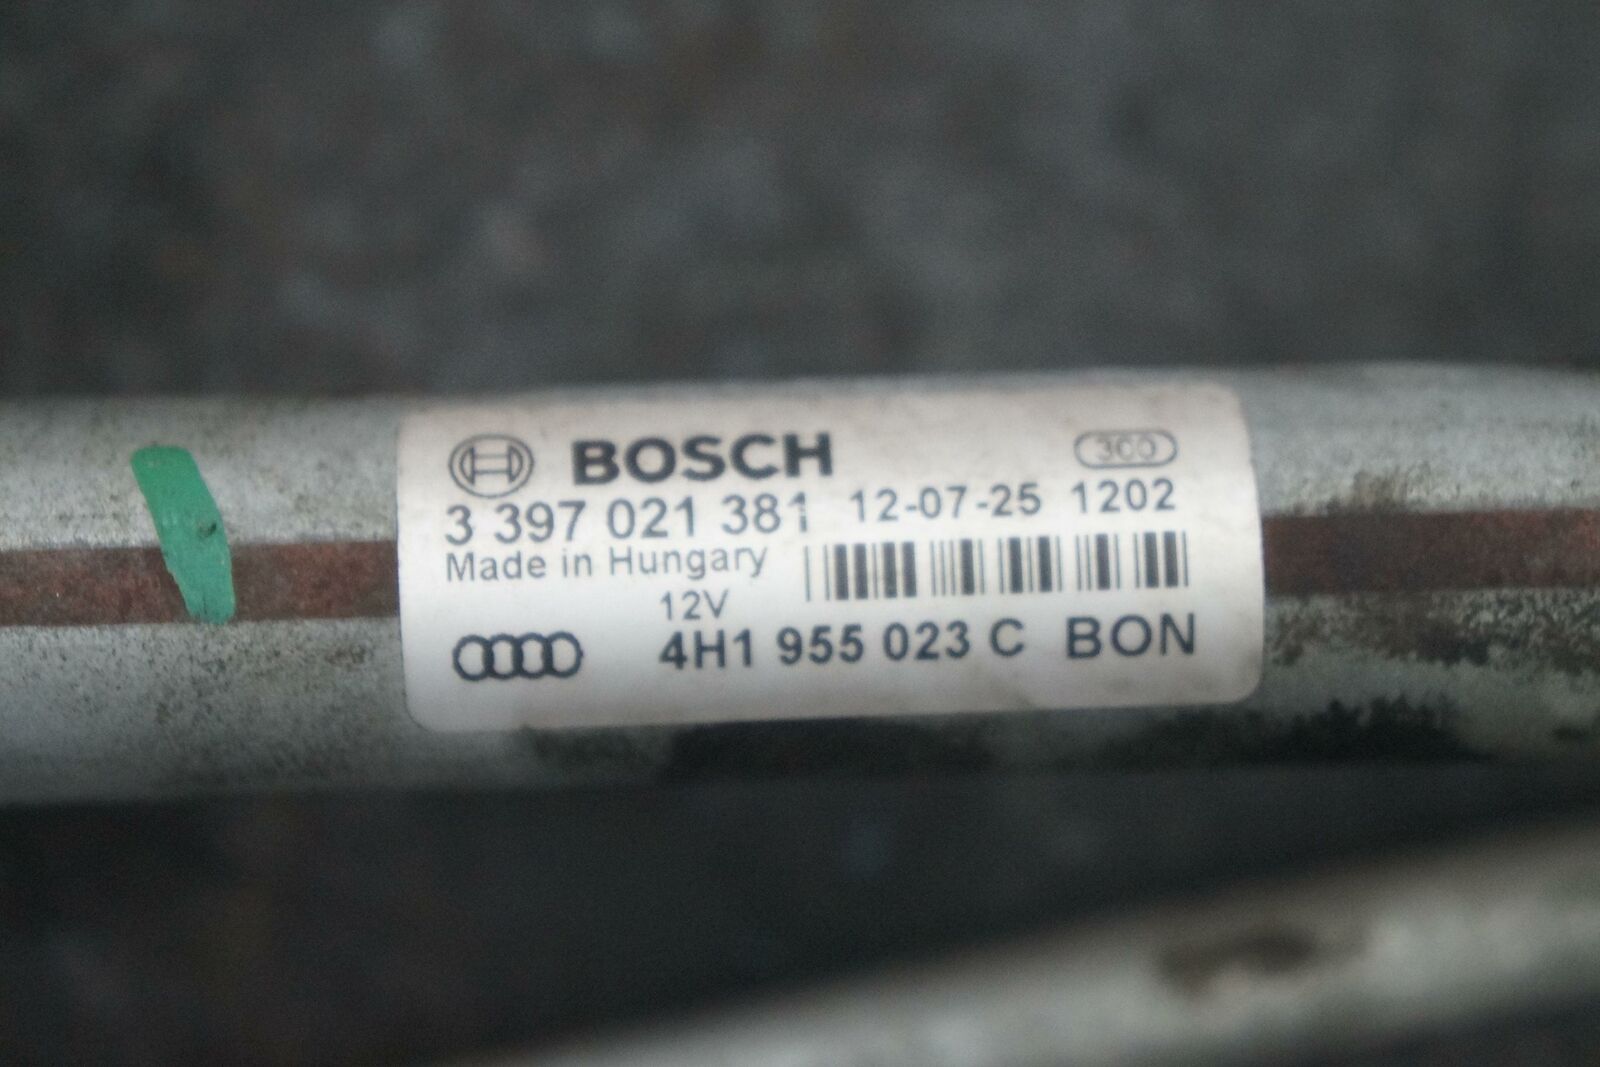 BOSCH 300
3 397 021 381 12-07-25 1202
Made in Hungary
12V
4H1 955 023 C BON